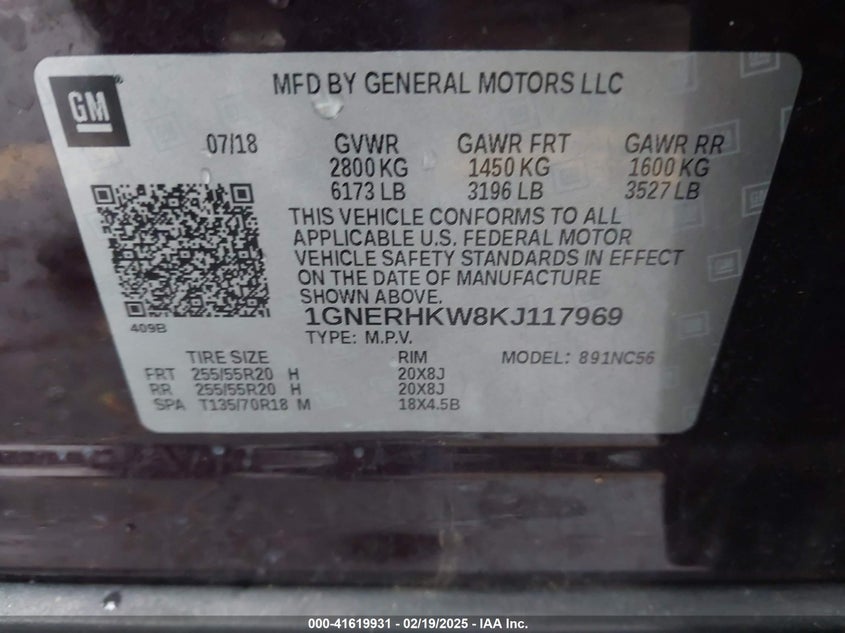 GM
MFD BY GENERAL MOTORS LLC
07/18 GVWR GAWR FRT GAWR RR
2800 KG 1450 KG 1600 KG
6173 LB 3196 LB 3527 LB
THIS VEHICLE CONFORMS TO ALL
APPLICABLE U.S. FEDERAL MOTOR
VEHICLE SAFETY STANDARDS IN EFFECT
ON THE DATE OF MANUFACTURE
SHOWN ABOVE.
409B
1GNERHKW8KJ117969
TYPE: M.P.V.
TIRE SIZE RIM MODEL: 891NC56
FRT 255/55R20 H 20X8J
RR 255/55R20 H 20X8J
SPA T135/70R18 M 18X4.5B
000-41619931 - 02/19/2025 - IAA Inc.